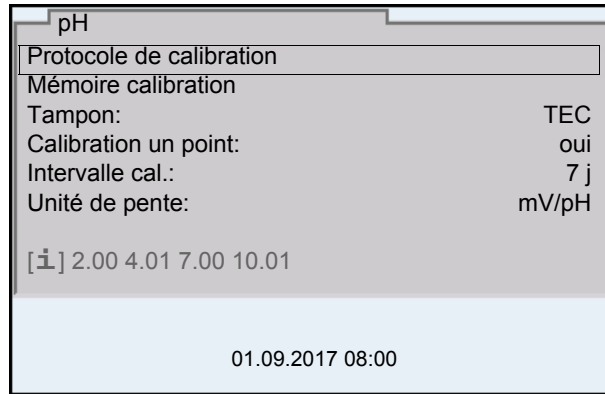 pH
Protocole de calibration
Mémoire calibration
Tampon: TEC
Calibration un point: oui
Intervalle cal.: 7 j
Unité de pente: mV/pH
[i] 2.00 4.01 7.00 10.01
01.09.2017 08:00